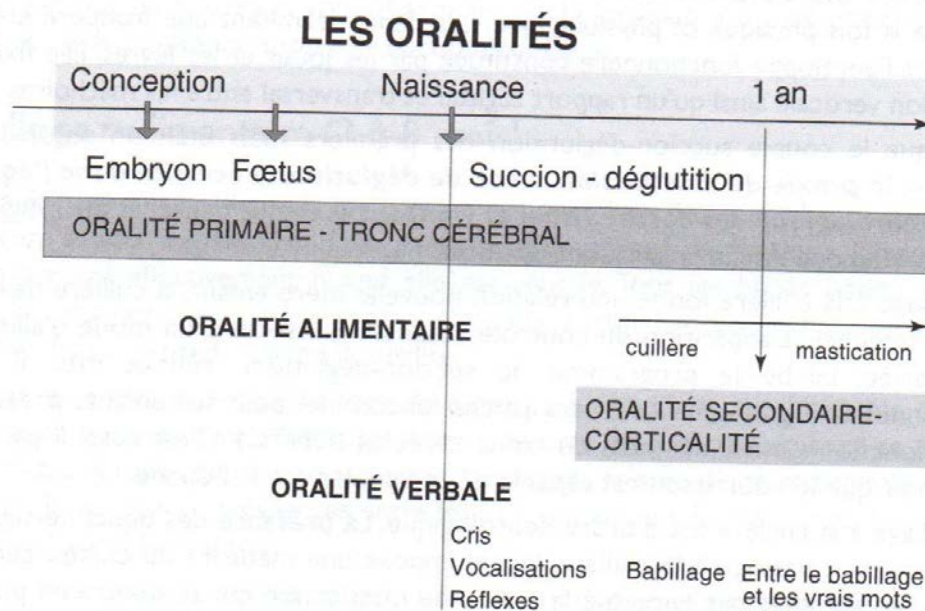 LES ORALITÉS
Conception Naissance 1 an
Embryon Fœtus Succion - déglutition
ORALITÉ PRIMAIRE - TRONC CÉRÉBRAL
ORALITÉ ALIMENTAIRE
cuillère mastication
ORALITÉ SECONDAIRE-
CORTICALITÉ
ORALITÉ VERBALE
Cris
Vocalisations Babillage Entre le babillage
et les vrais mots
Réflexes